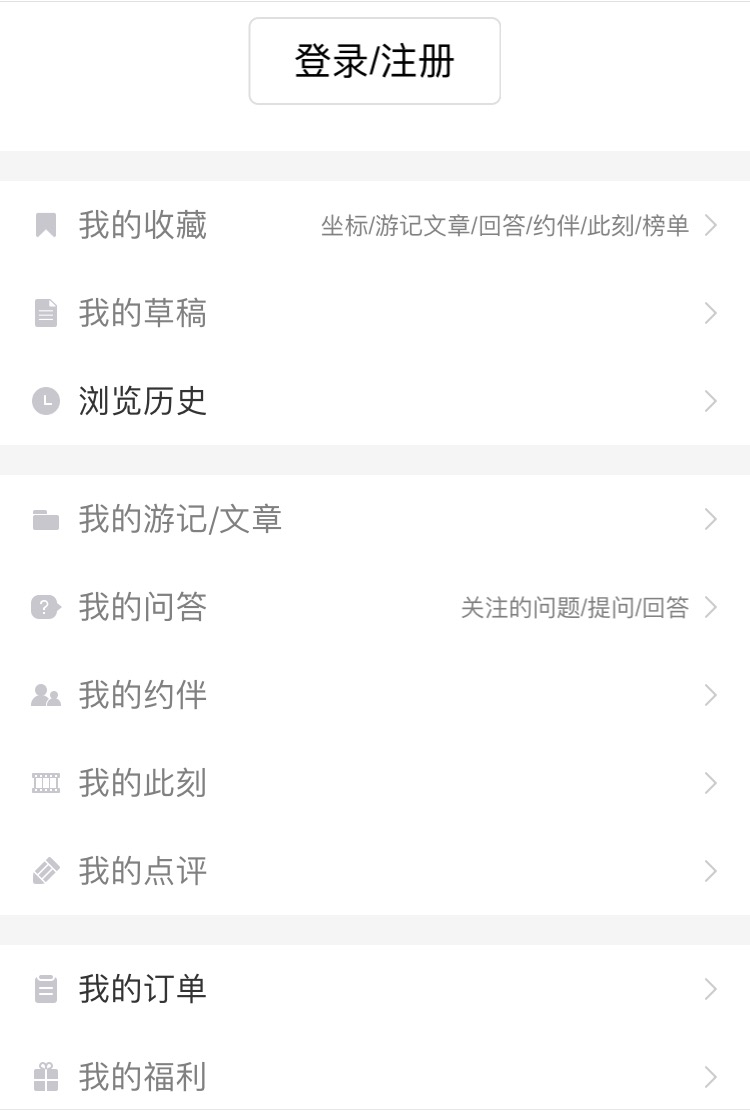 登录/注册
我的收藏 坐标/游记文章/回答/约伴/此刻/榜单
我的草稿
浏览历史
我的游记/文章
我的问答 关注的问题/提问/回答
我的约伴
我的此刻
我的点评
我的订单
我的福利